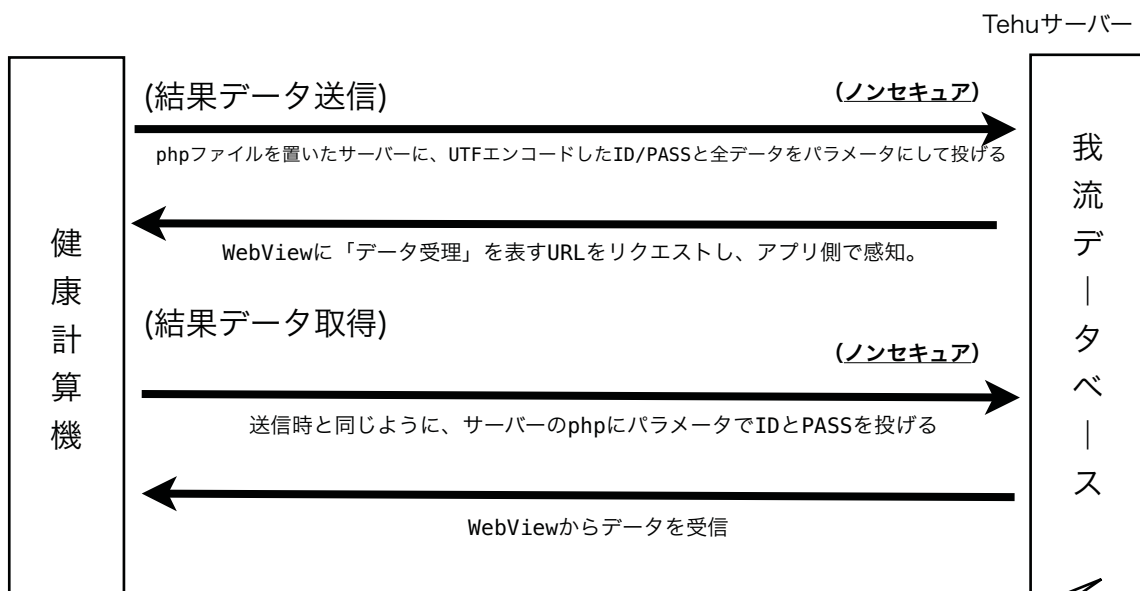 Tehuサーバー
(結果データ送信)
(ノンセキュア)
phpファイルを置いたサーバーに、UTFエンコードしたID/PASSと全データをパラメータにして投げる
WebViewに「データ受理」を表すURLをリクエストし、アプリ側で感知。
健康計算機
(結果データ取得)
(ノンセキュア)
送信時と同じように、サーバーのphpにパラメータでIDとPASSを投げる
WebViewからデータを受信
我流データベース